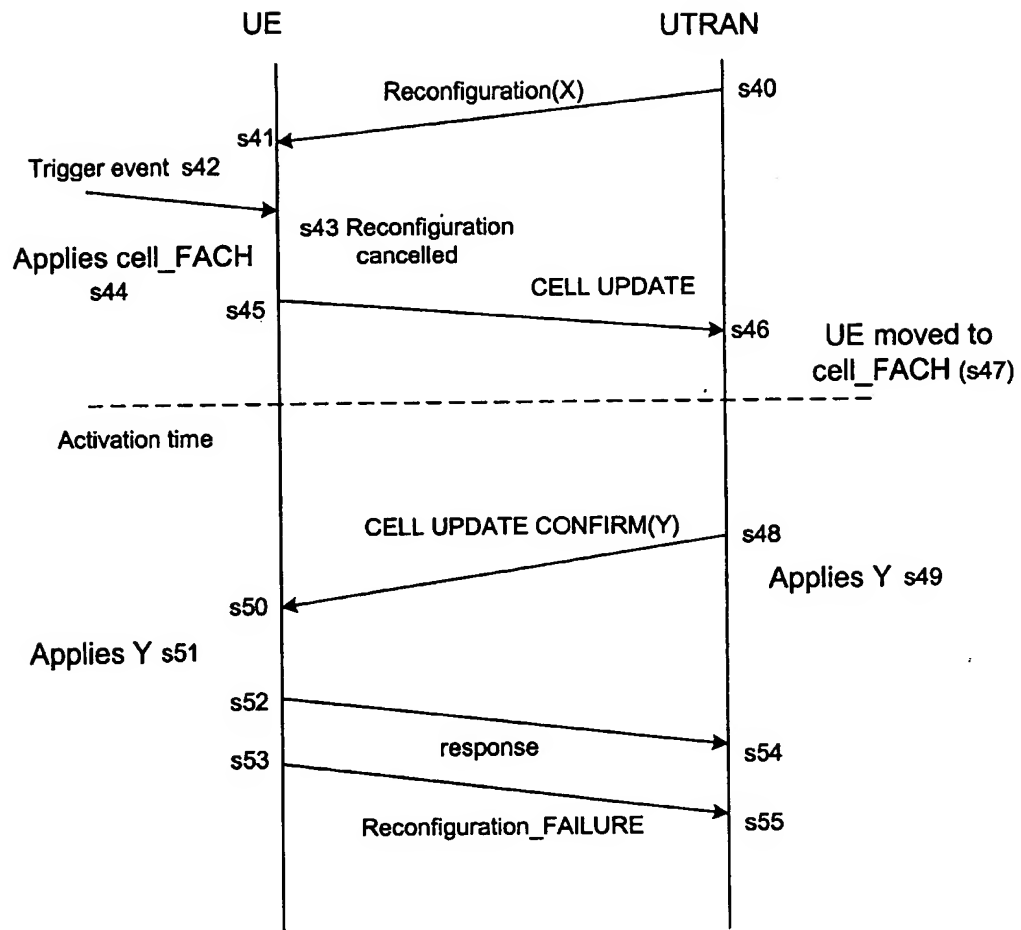 UE
UTRAN
Reconfiguration(X)
s40
s41
Trigger event s42
s43 Reconfiguration
cancelled
Applies cell_FACH
s44
s45
CELL UPDATE
s46
UE moved to
cell_FACH (s47)
Activation time
CELL UPDATE CONFIRM(Y)
s48
Applies Y s49
s50
Applies Y s51
s52
response
s54
s53
Reconfiguration_FAILURE
s55